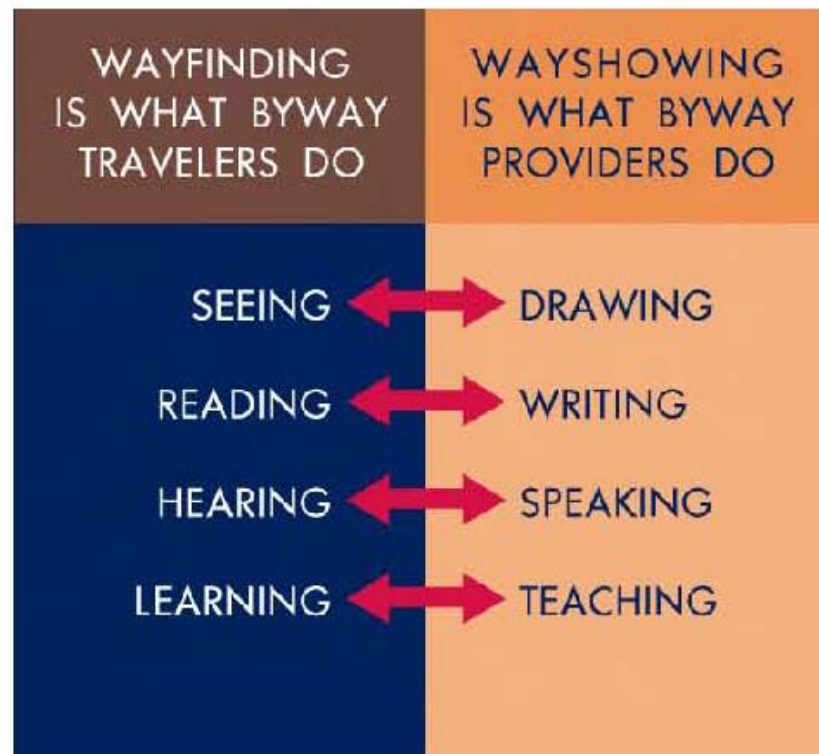 WAYFINDING
IS WHAT BYWAY
TRAVELERS DO
WAYSHOWING
IS WHAT BYWAY
PROVIDERS DO
SEEING DRAWING
READING WRITING
HEARING SPEAKING
LEARNING TEACHING